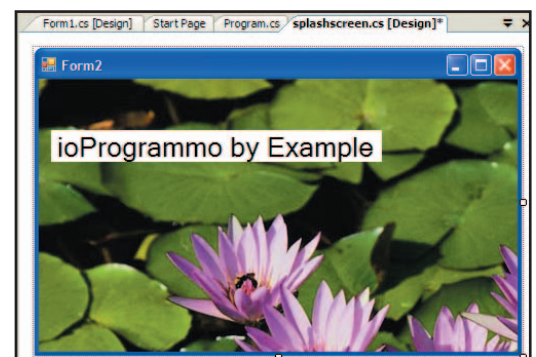 Form1.cs [Design] Start Page Program.cs splashscreen.cs [Design]*
Form2
ioProgrammo by Example